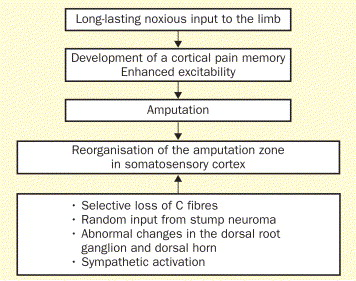 Long-lasting noxious input to the limb
Development of a cortical pain memory
Enhanced excitability
Amputation
Reorganisation of the amputation zone
in somatosensory cortex
· Selective loss of C fibres
· Random input from stump neuroma
· Abnormal changes in the dorsal root
ganglion and dorsal horn
· Sympathetic activation